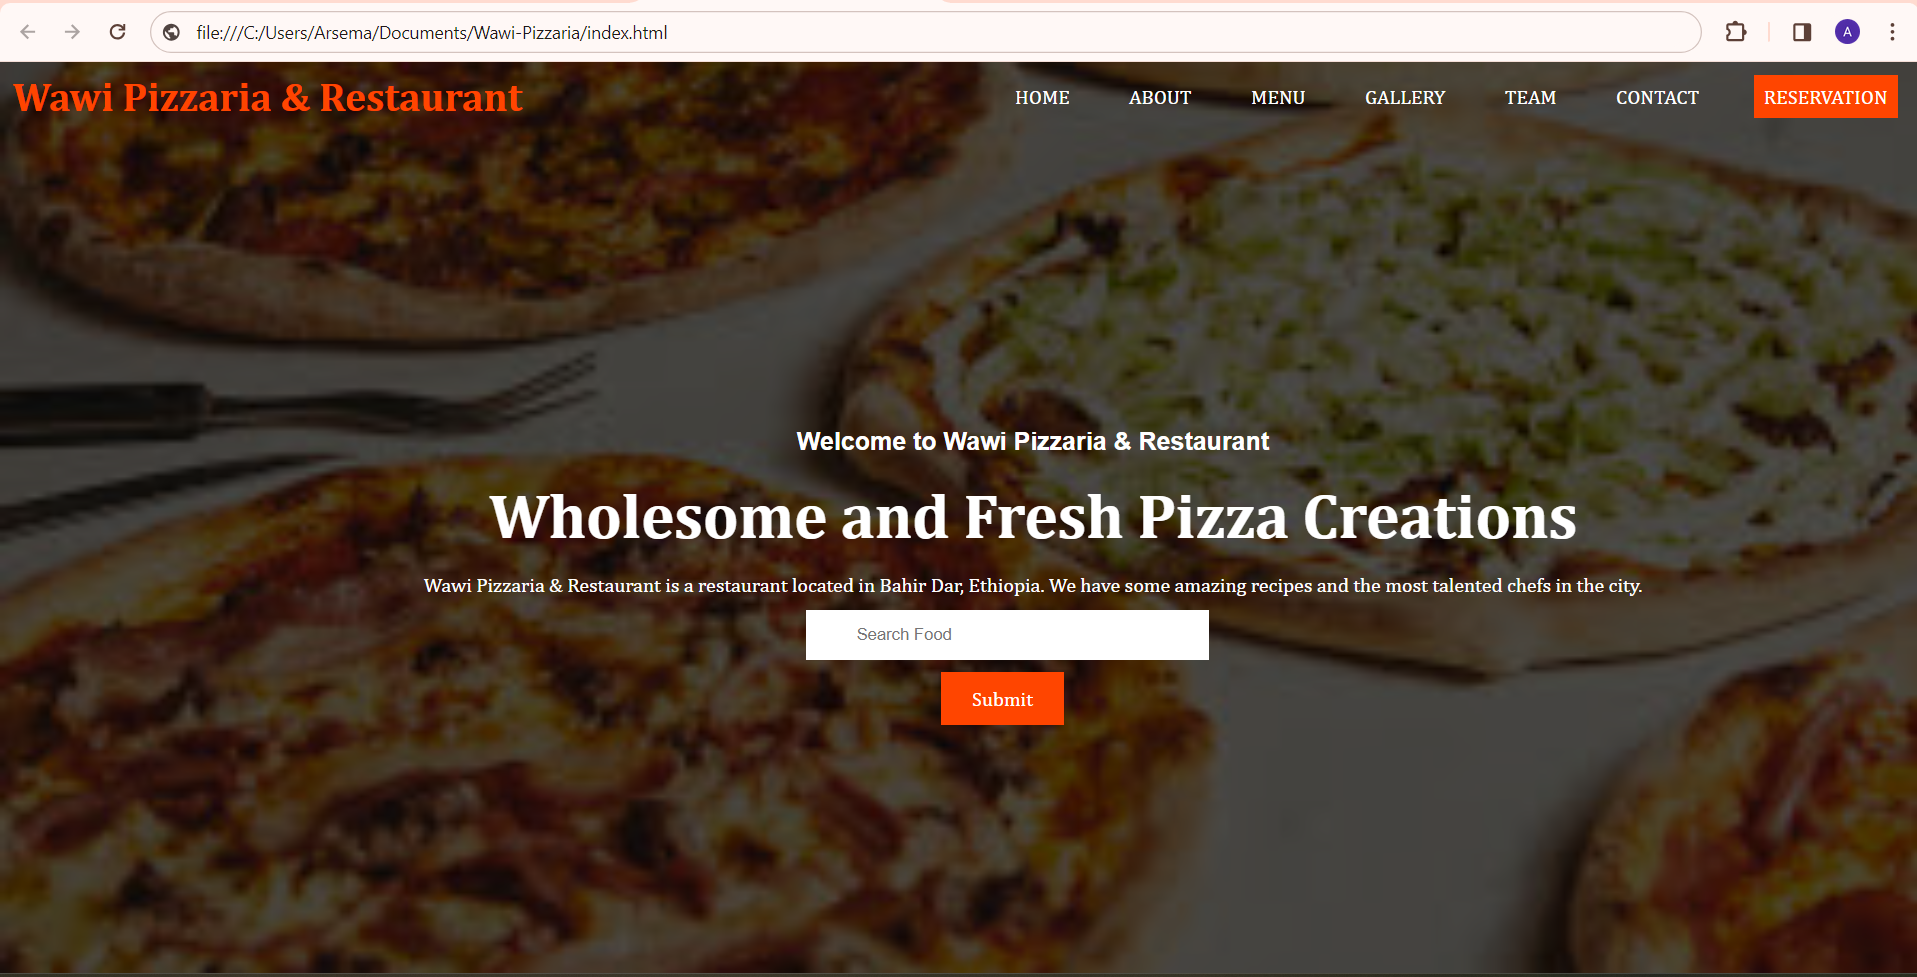 file:///C:/Users/Arsema/Documents/Wawi-Pizzaria/index.html
A
Wawi Pizzaria & Restaurant
HOME ABOUT MENU GALLERY TEAM CONTACT RESERVATION
Welcome to Wawi Pizzaria & Restaurant
Wholesome and Fresh Pizza Creations
Wawi Pizzaria & Restaurant is a restaurant located in Bahir Dar, Ethiopia. We have some amazing recipes and the most talented chefs in the city.
Search Food
Submit